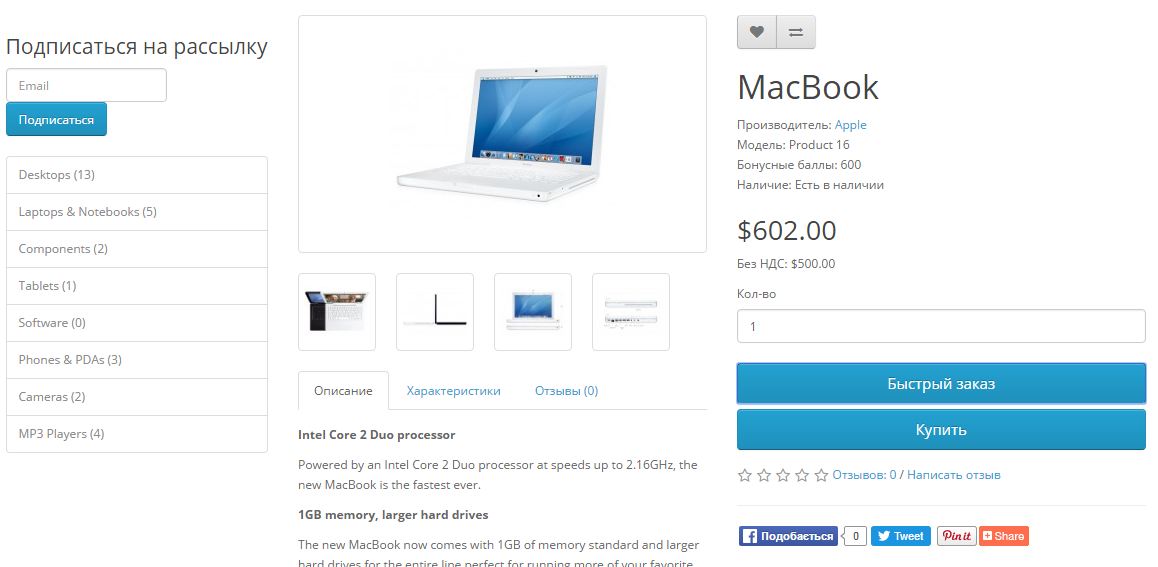 Подписаться на рассылку
Email
Подписаться
Desktops (13)
Laptops & Notebooks (5)
Components (2)
Tablets (1)
Software (0)
Phones & PDAs (3)
Cameras (2)
MP3 Players (4)
Описание
Характеристики
Отзывы (0)
Intel Core 2 Duo processor
Powered by an Intel Core 2 Duo processor at speeds up to 2.16GHz, the
new MacBook is the fastest ever.
1GB memory, larger hard drives
The new MacBook now comes with 1GB of memory standard and larger
hard drives for the entire line perfect for running more of your favorite
MacBook
Производитель: Apple
Модель: Product 16
Бонусные баллы: 600
Наличие: Есть в наличии
$602.00
Без НДС: $500.00
Кол-во
1
Быстрый заказ
Купить
Отзывов: 0 / Написать отзыв
Подобається
0
Tweet
Pin it
Share